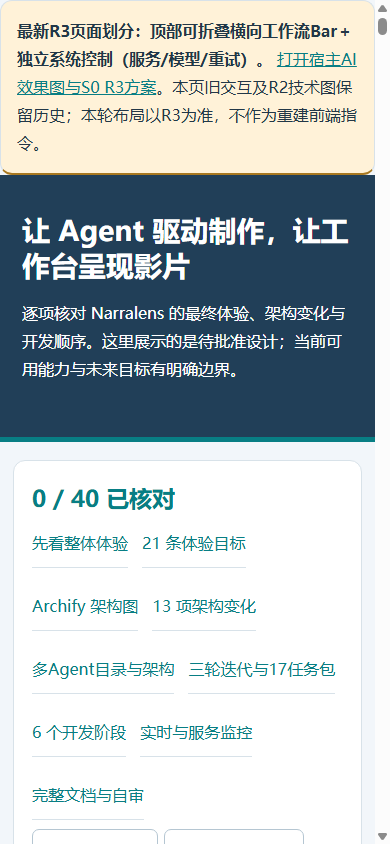 最新R3页面划分：顶部可折叠横向工作流Bar＋
独立系统控制（服务/模型/重试）。打开宿主AI
效果图与S0 R3方案。本页旧交互及R2技术图保
留历史；本轮布局以R3为准，不作为重建前端指
令。
让 Agent 驱动制作，让工
作台呈现影片
逐项核对 Narralens 的最终体验、架构变化与
开发顺序。这里展示的是待批准设计；当前可
用能力与未来目标有明确边界。
0 / 40 已核对
先看整体体验 21 条体验目标
Archify 架构图 13 项架构变化
多Agent目录与架构 三轮迭代与17任务包
6 个开发阶段 实时与服务监控
完整文档与自审